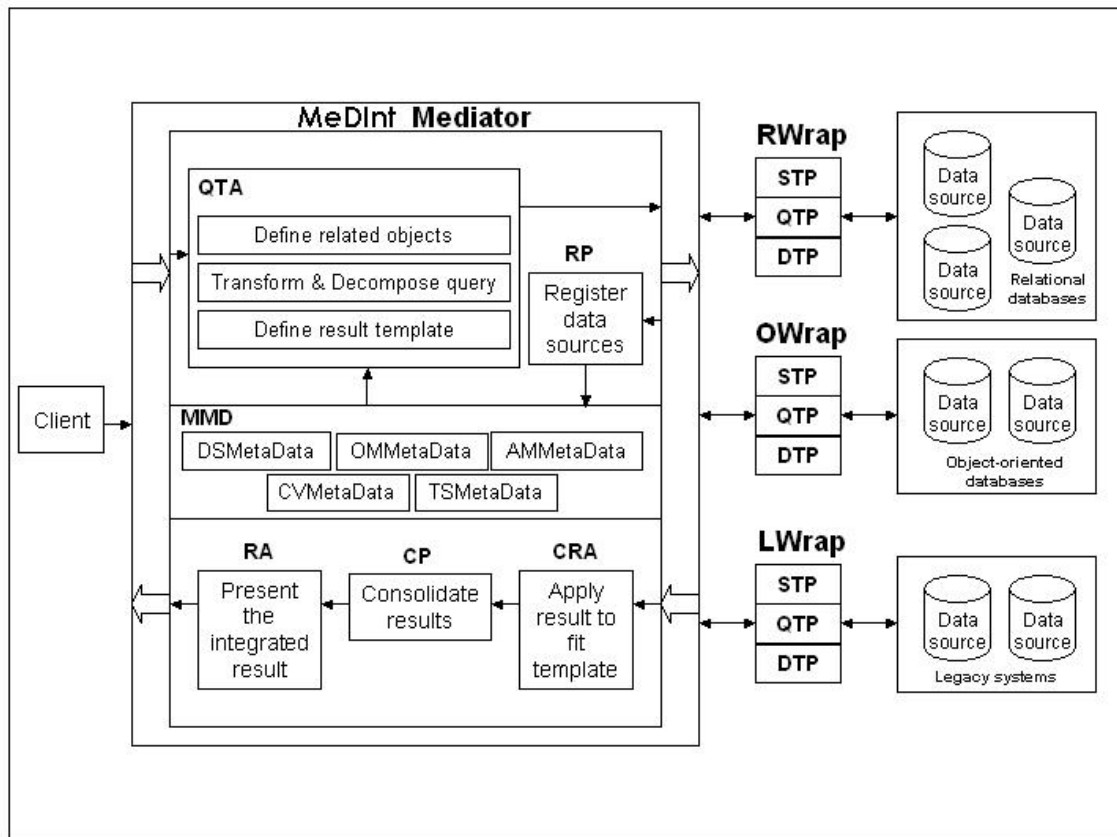 MeDInt Mediator
QTA
Define related objects
Transform & Decompose query
Define result template
RP
Register
data
sources
Client
MMD
DSMetaData
OMMetaData
AMMetaData
CVMetaData
TSMetaData
RA
Present
the
integrated
result
CP
Consolidate
results
CRA
Apply
result to
fit
template
RWrap
STP
QTP
DTP
Data
source
Data
source
Data
source
Relational
databases
OWrap
STP
QTP
DTP
Data
source
Data
source
Object-oriented
databases
LWrap
STP
QTP
DTP
Data
source
Data
source
Legacy systems